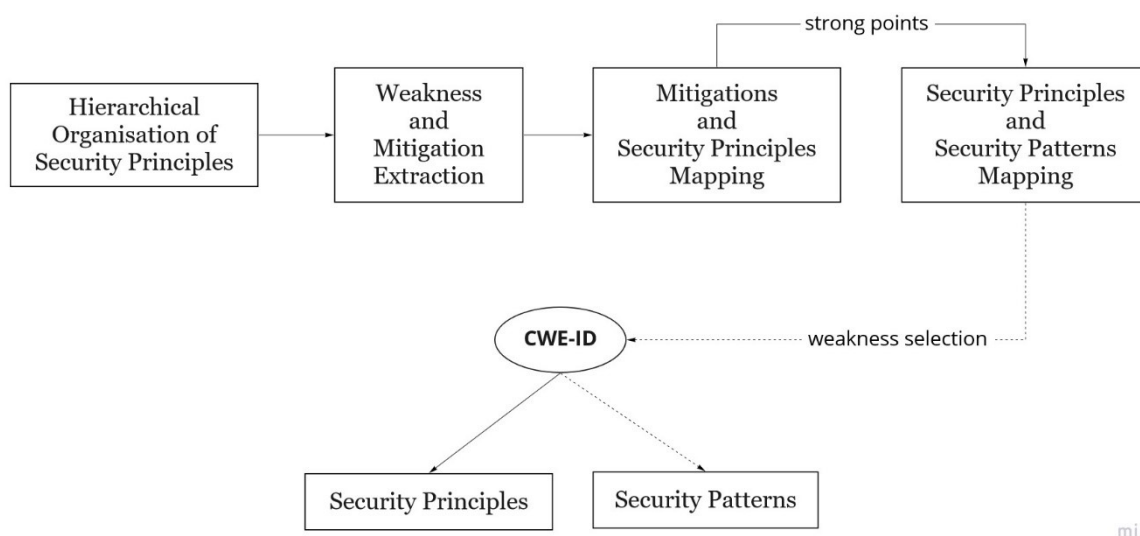 strong points
Hierarchical
Organisation of
Security Principles
Weakness
and
Mitigation
Extraction
Mitigations
and
Security Principles
Mapping
Security Principles
and
Security Patterns
Mapping
CWE-ID
weakness selection
Security Principles
Security Patterns
mi